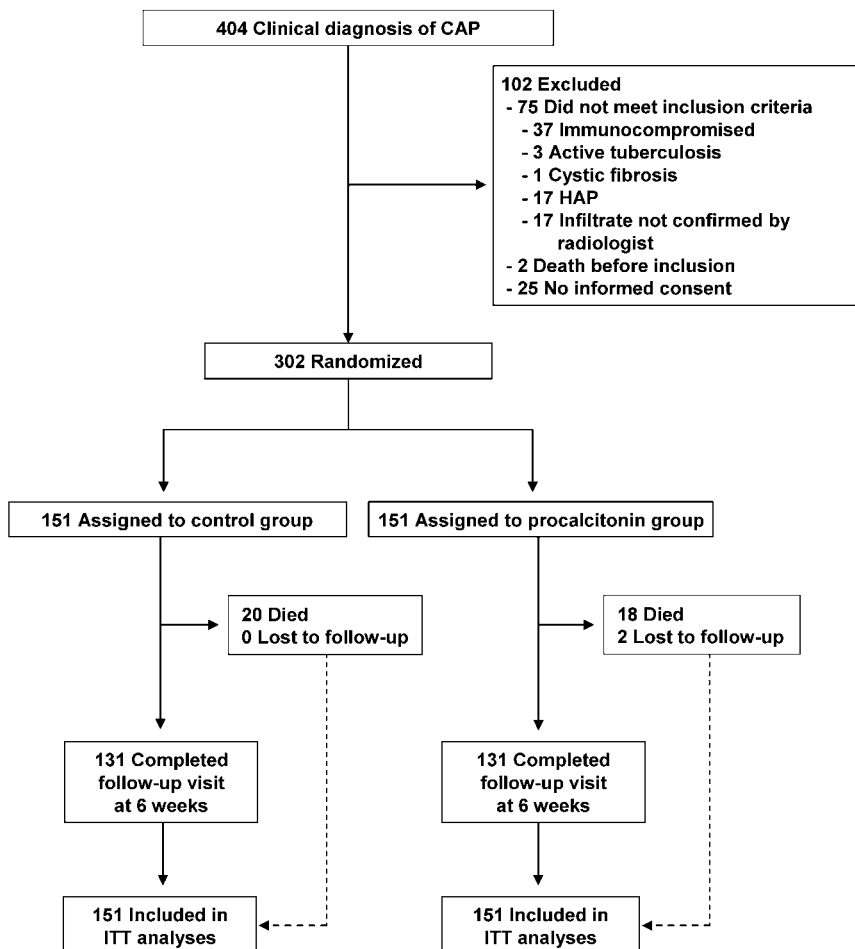 404 Clinical diagnosis of CAP
102 Excluded
- 75 Did not meet inclusion criteria
- 37 Immunocompromised
- 3 Active tuberculosis
- 1 Cystic fibrosis
- 17 HAP
- 17 Infiltrate not confirmed by
radiologist
- 2 Death before inclusion
- 25 No informed consent
302 Randomized
151 Assigned to control group
151 Assigned to procalcitonin group
20 Died
0 Lost to follow-up
18 Died
2 Lost to follow-up
131 Completed
follow-up visit
at 6 weeks
131 Completed
follow-up visit
at 6 weeks
151 Included in
ITT analyses
151 Included in
ITT analyses